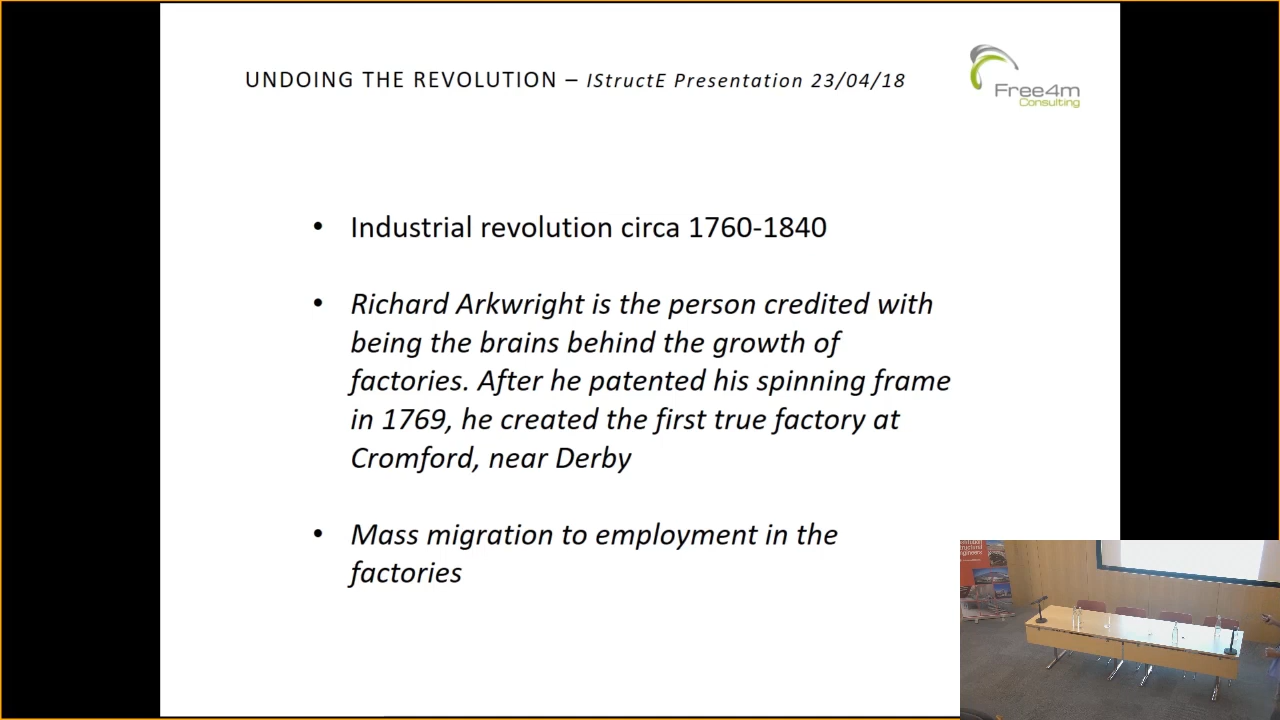 UNDOING THE REVOLUTION – IStructE Presentation 23/04/18
Free4m
Consulting
• Industrial revolution circa 1760-1840
• Richard Arkwright is the person credited with
being the brains behind the growth of
factories. After he patented his spinning frame
in 1769, he created the first true factory at
Cromford, near Derby
• Mass migration to employment in the
factories